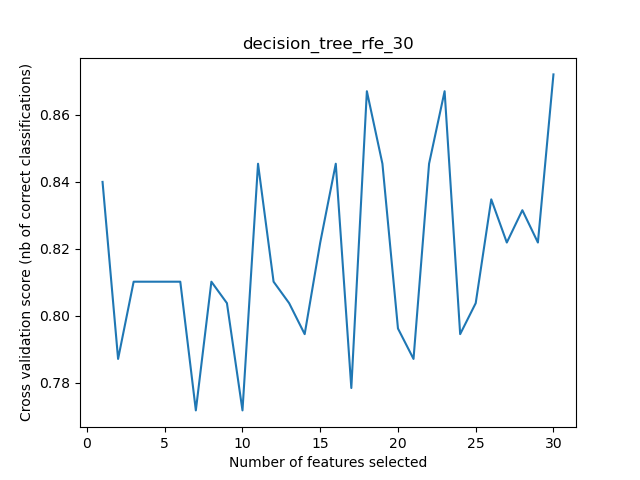 decision_tree_rfe_30
Cross validation score (nb of correct classifications)
0.86
0.84
0.82
0.80
0.78
0 5 10 15 20 25 30
Number of features selected